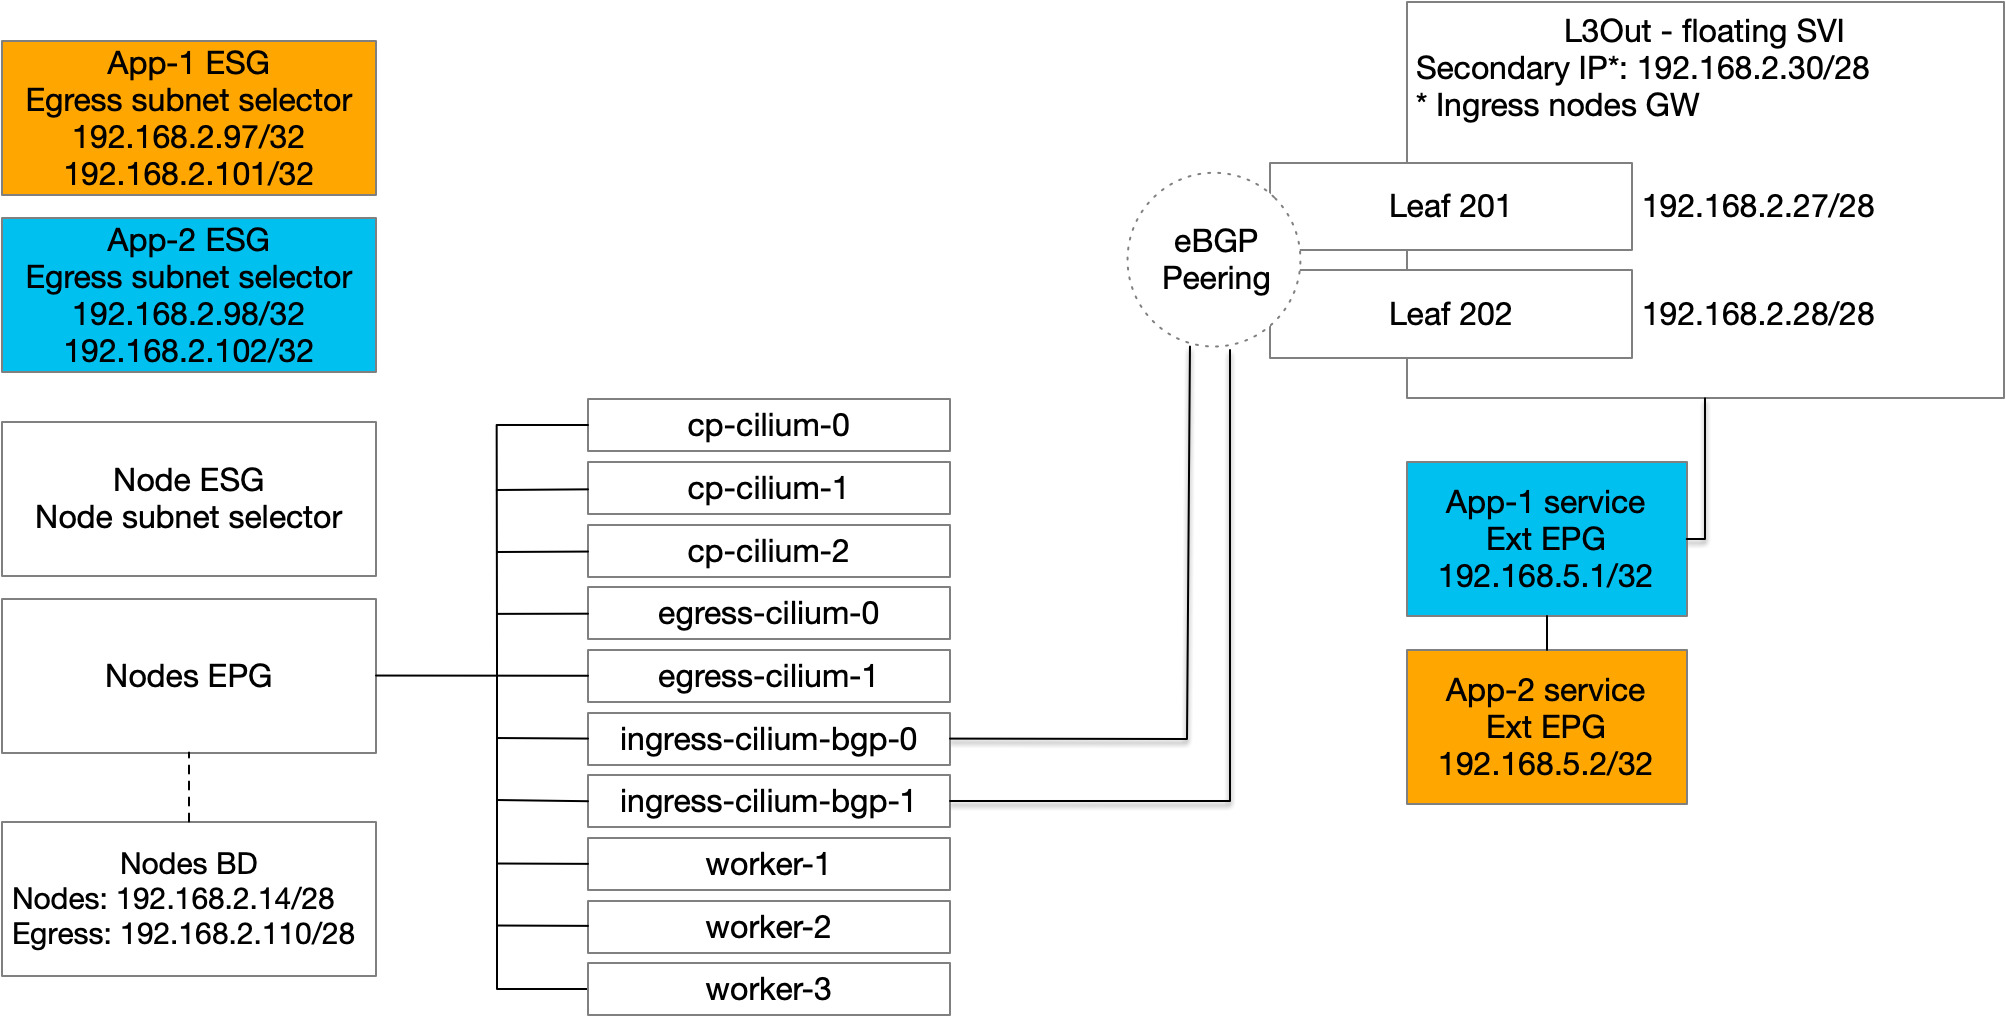 App-1 ESG
Egress subnet selector
192.168.2.97/32
192.168.2.101/32
App-2 ESG
Egress subnet selector
192.168.2.98/32
192.168.2.102/32
Node ESG
Node subnet selector
Nodes EPG
Nodes BD
Nodes: 192.168.2.14/28
Egress: 192.168.2.110/28
cp-cilium-0
cp-cilium-1
cp-cilium-2
egress-cilium-0
egress-cilium-1
ingress-cilium-bgp-0
ingress-cilium-bgp-1
worker-1
worker-2
worker-3
eBGP
Peering
L3Out - floating SVI
Secondary IP*: 192.168.2.30/28
* Ingress nodes GW
Leaf 201
192.168.2.27/28
Leaf 202
192.168.2.28/28
App-1 service
Ext EPG
192.168.5.1/32
App-2 service
Ext EPG
192.168.5.2/32